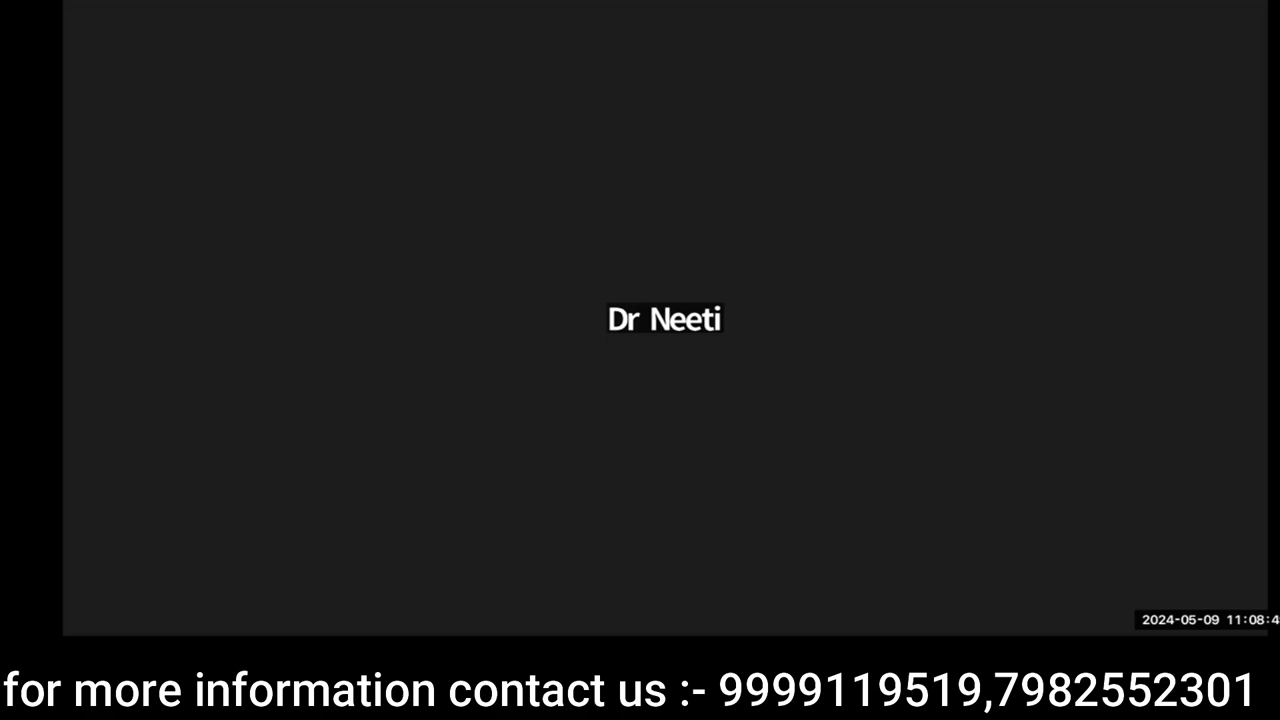 Dr Neeti
2024-05-09 11:08:4
for more information contact us :- 9999119519,7982552301